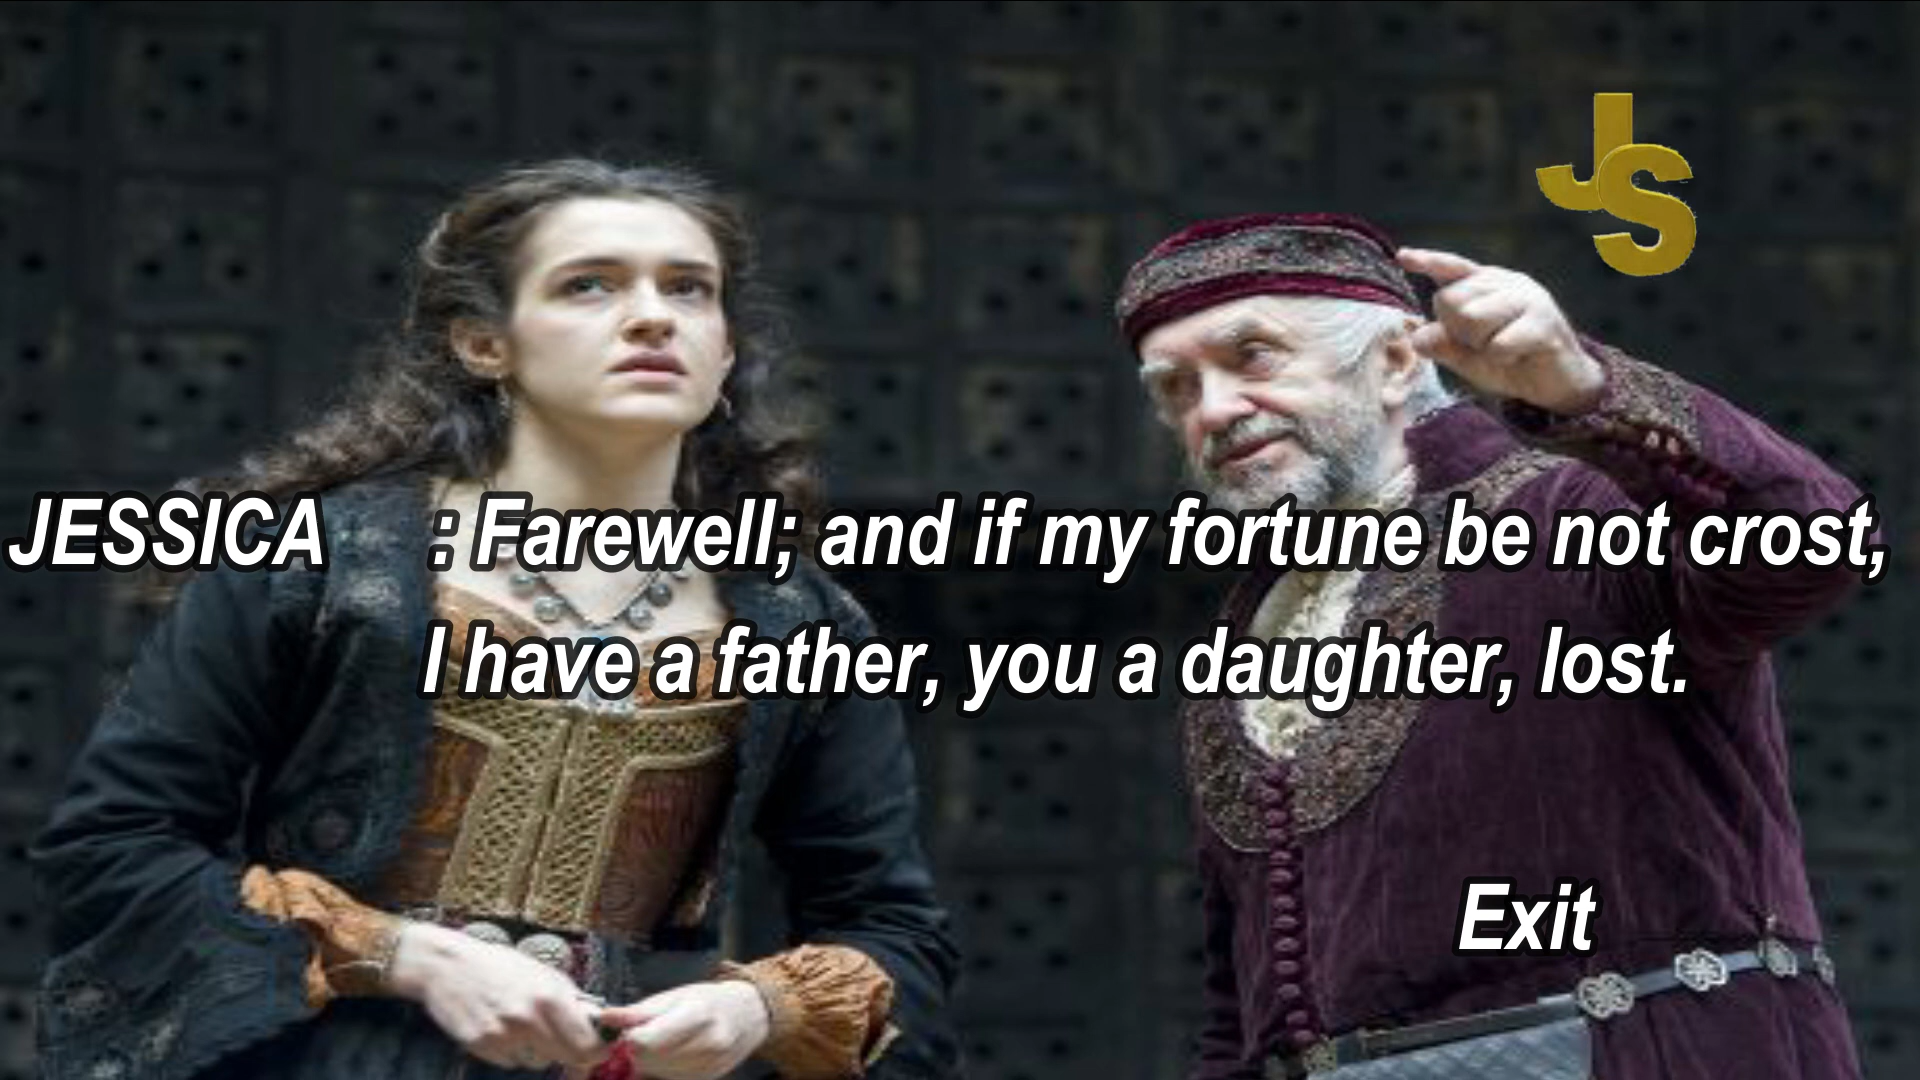 JS
JESSICA : Farewell; and if my fortune be not crost,
I have a father, you a daughter, lost.
Exit